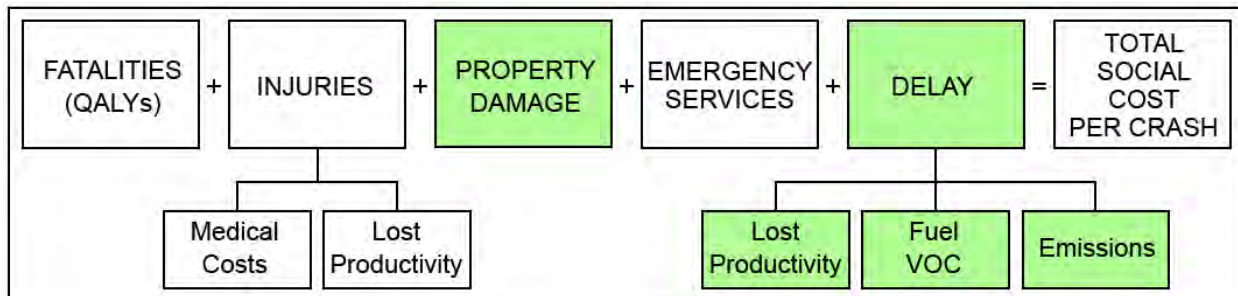 FATALITIES
(QALYs)
+
INJURIES
+
PROPERTY
DAMAGE
+
EMERGENCY
SERVICES
+
DELAY
=
TOTAL
SOCIAL
COST
PER CRASH
Medical
Costs
Lost
Productivity
Lost
Productivity
Fuel
VOC
Emissions